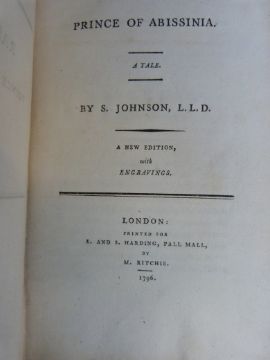 PRINCE OF ABISSINIA.
A TALE.
BY S. JOHNSON, L.L.D.
A NEW EDITION,
with
ENGRAVINGS.
LONDON:
PRINTED FOR
E. AND S. HARDING, PALL MALL,
BY
M. RITCHIE.
1796.